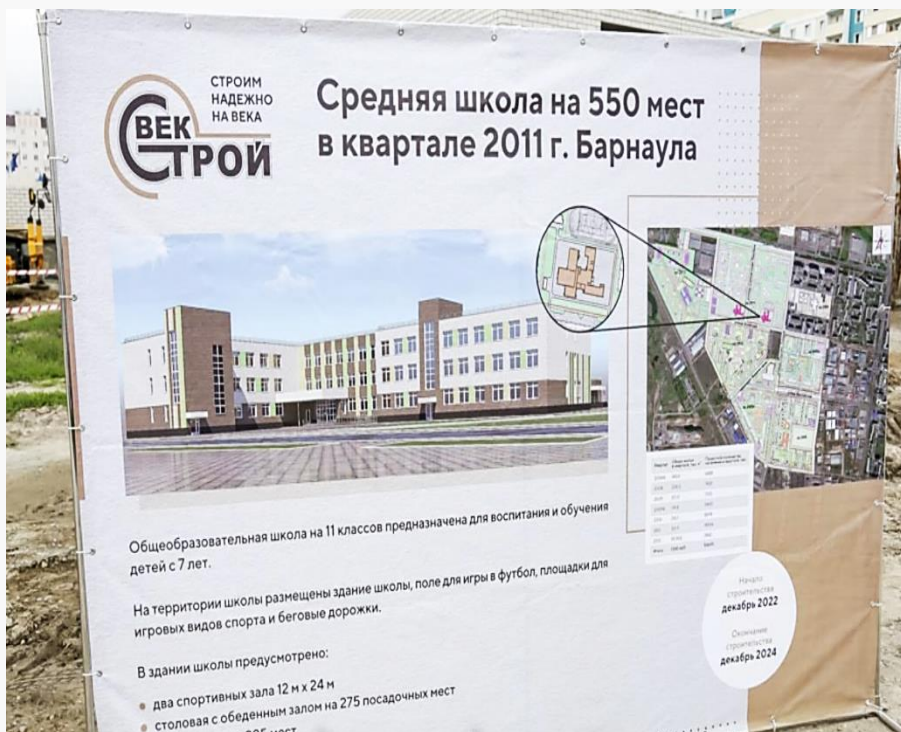 СТРОИМ
НАДЕЖНО
НА ВЕКА
ВЕК
СТРОЙ
Средняя школа на 550 мест
в квартале 2011 г. Барнаула
Общеобразовательная школа на 11 классов предназначена для воспитания и обучения
детей с 7 лет.
На территории школы размещены здание школы, поле для игры в футбол, площадки для
игровых видов спорта и беговые дорожки.
В здании школы предусмотрено:
• два спортивных зала 12 м х 24 м
• столовая с обеденным залом на 275 посадочных мест
мест
Начало
строительства
декабрь 2022
Окончание
строительства
декабрь 2024